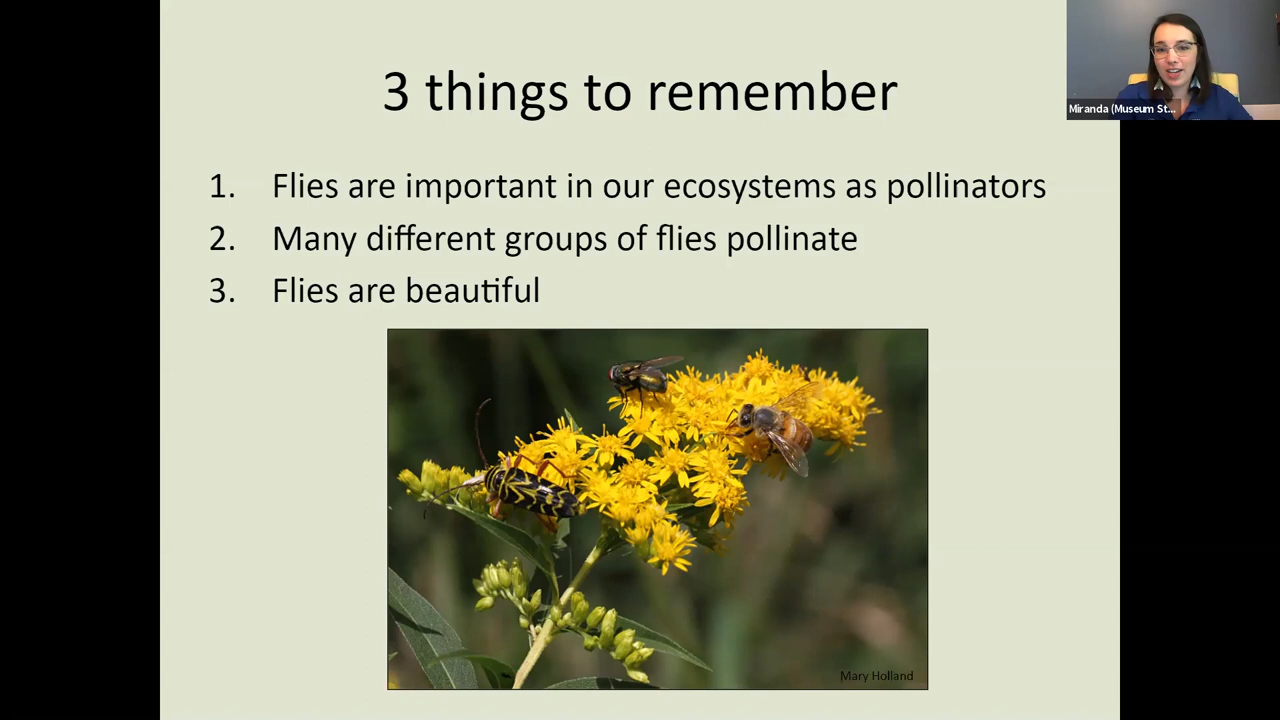 3 things to remember
Miranda (Museum St...
1. Flies are important in our ecosystems as pollinators
2. Many different groups of flies pollinate
3. Flies are beautiful
Mary Holland